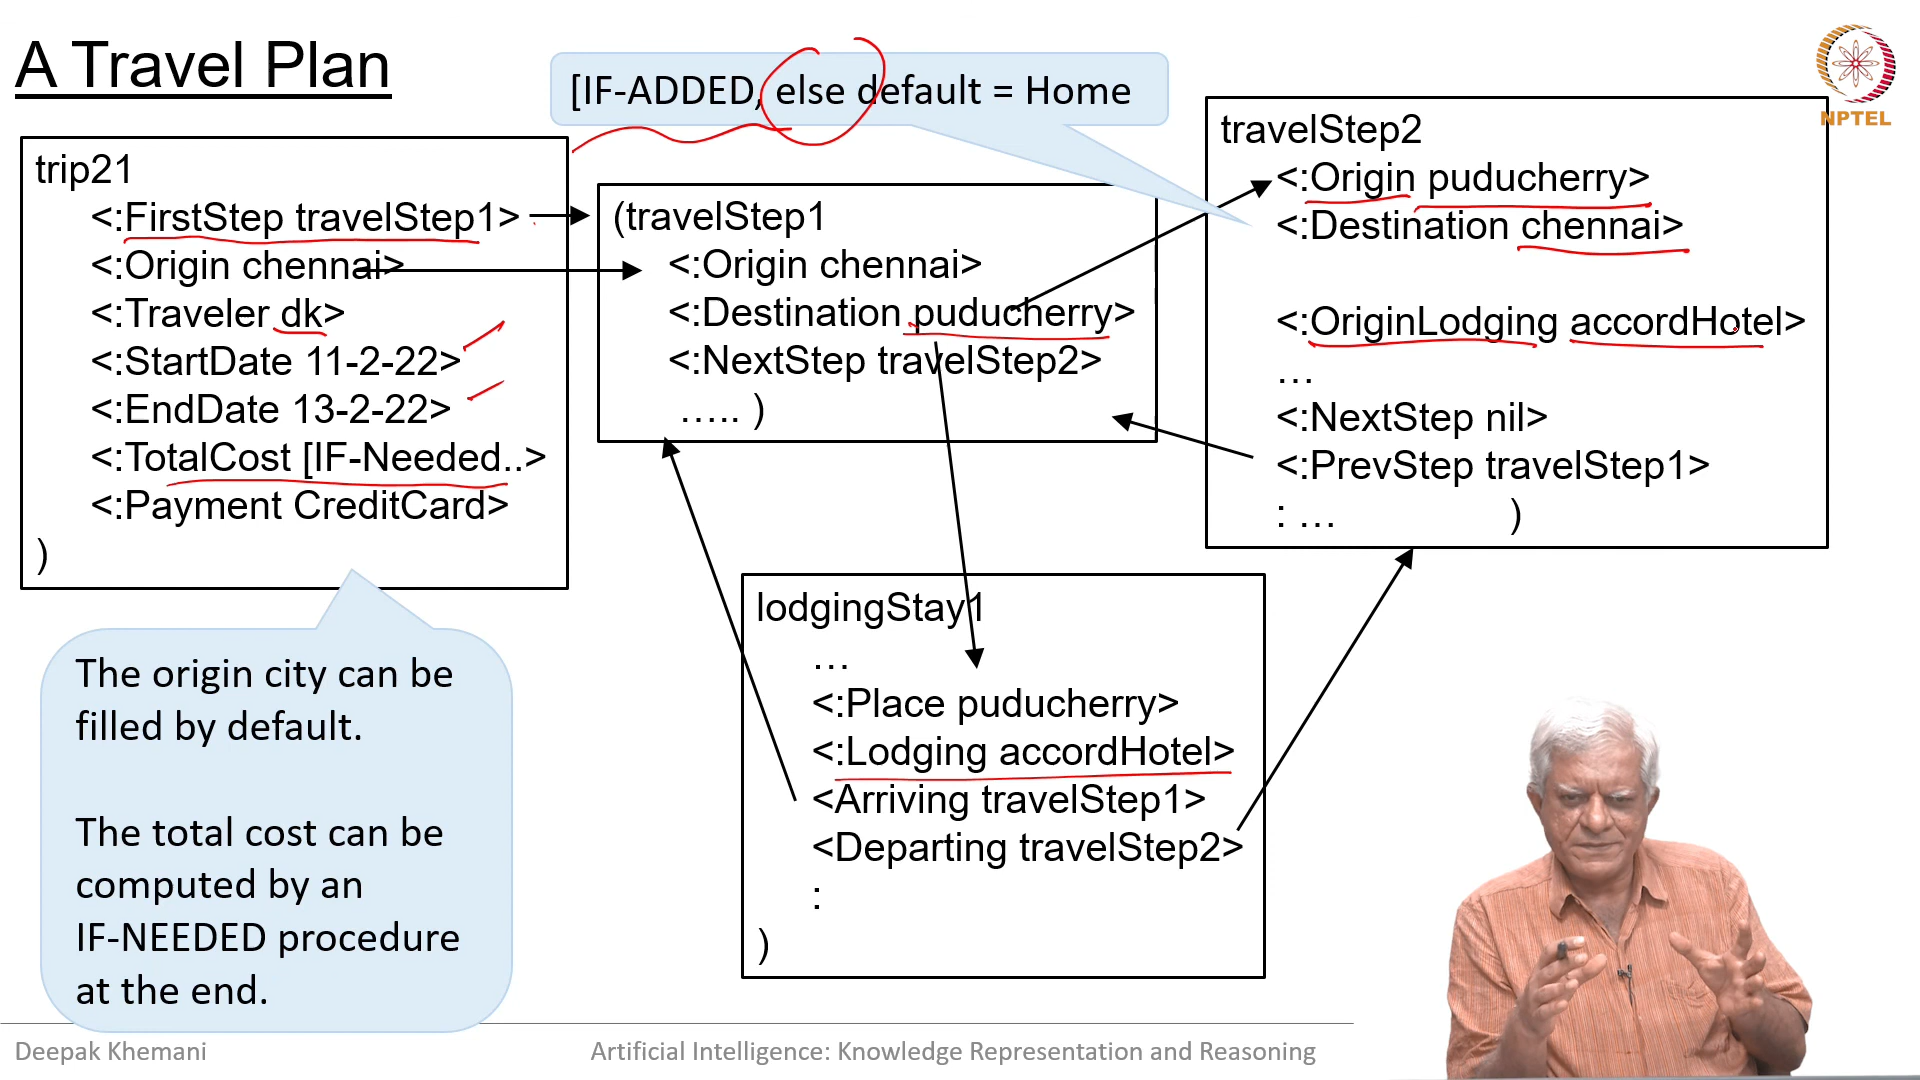 A Travel Plan
[IF-ADDED, else default = Home
NPTEL
trip21
<:FirstStep travelStep1>
<:Origin chennai>
<:Traveler dk>
<:StartDate 11-2-22>
<:EndDate 13-2-22>
<:TotalCost [IF-Needed..>
<:Payment CreditCard>
)
(travelStep1
<:Origin chennai>
<:Destination puducherry>
<:NextStep travelStep2>
….. )
travelStep2
<:Origin puducherry>
<:Destination chennai>
<:OriginLodging accordHotel>
…
<:NextStep nil>
<:PrevStep travelStep1>
: … )
lodgingStay1
…
<:Place puducherry>
<:Lodging accordHotel>
<Arriving travelStep1>
<Departing travelStep2>
:
)
The origin city can be
filled by default.
The total cost can be
computed by an
IF-NEEDED procedure
at the end.
Deepak Khemani
Artificial Intelligence: Knowledge Representation and Reasoning